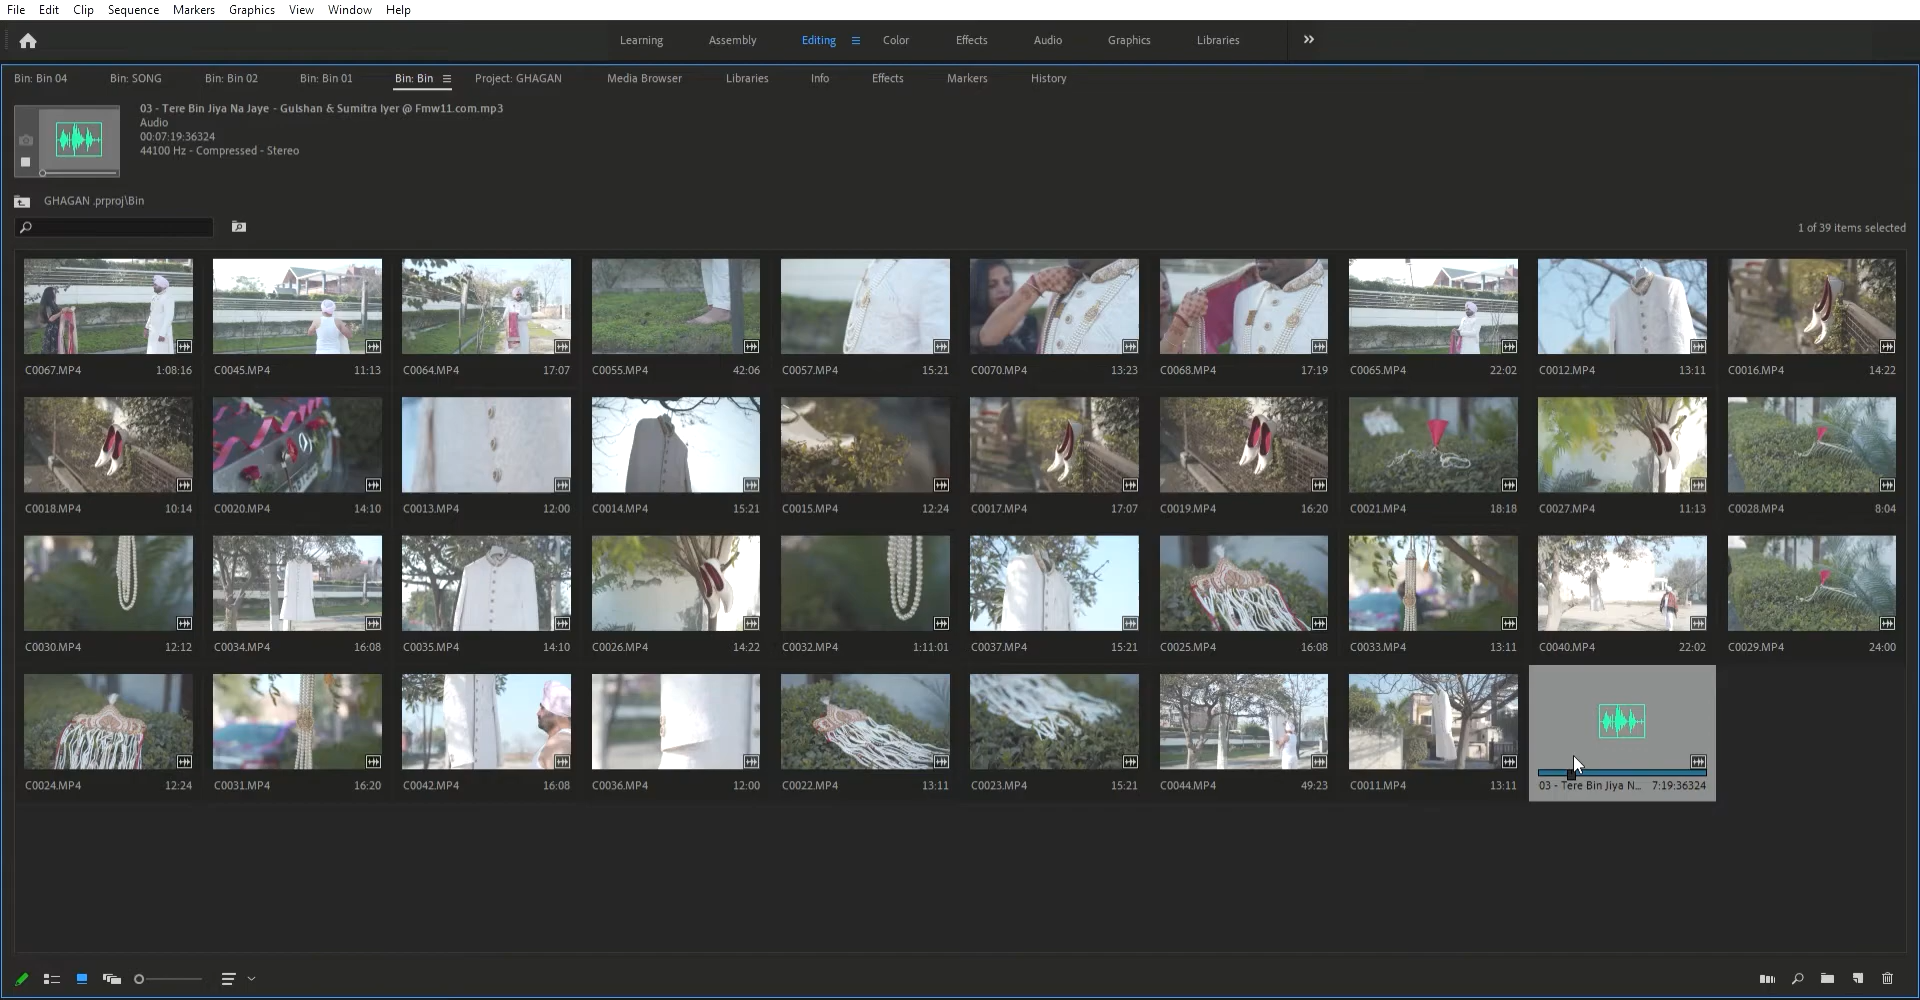 File Edit Clip Sequence Markers Graphics View Window Help
Learning Assembly Editing Color Effects Audio Graphics Libraries
Bin: Bin 04 Bin: SONG Bin: Bin 02 Bin: Bin 01 Bin: Bin Project: GHAGAN Media Browser Libraries Info Effects Markers History
03 - Tere Bin Jiya Na Jaye - Gulshan & Sumitra Iyer @ Fmw11.com.mp3
Audio
00:07:19:36324
44100 Hz - Compressed - Stereo
GHAGAN .prproj\Bin
1 of 39 items selected
C0067.MP4 1:08:16 C0045.MP4 11:13 C0064.MP4 17:07 C0055.MP4 42:06 C0057.MP4 15:21 C0070.MP4 13:23 C0068.MP4 17:19 C0065.MP4 22:02 C0012.MP4 13:11 C0016.MP4 14:22
C0018.MP4 10:14 C0020.MP4 14:10 C0013.MP4 12:00 C0014.MP4 15:21 C0015.MP4 12:24 C0017.MP4 17:07 C0019.MP4 16:20 C0021.MP4 18:18 C0027.MP4 11:13 C0028.MP4 8:04
C0030.MP4 12:12 C0034.MP4 16:08 C0035.MP4 14:10 C0026.MP4 14:22 C0032.MP4 1:11:01 C0037.MP4 15:21 C0025.MP4 16:08 C0033.MP4 13:11 C0040.MP4 22:02 C0029.MP4 24:00
C0024.MP4 12:24 C0031.MP4 16:20 C0042.MP4 16:08 C0036.MP4 12:00 C0022.MP4 13:11 C0023.MP4 15:21 C0044.MP4 49:23 C0011.MP4 13:11 03 - Tere Bin Jiya N... 7:19:36324